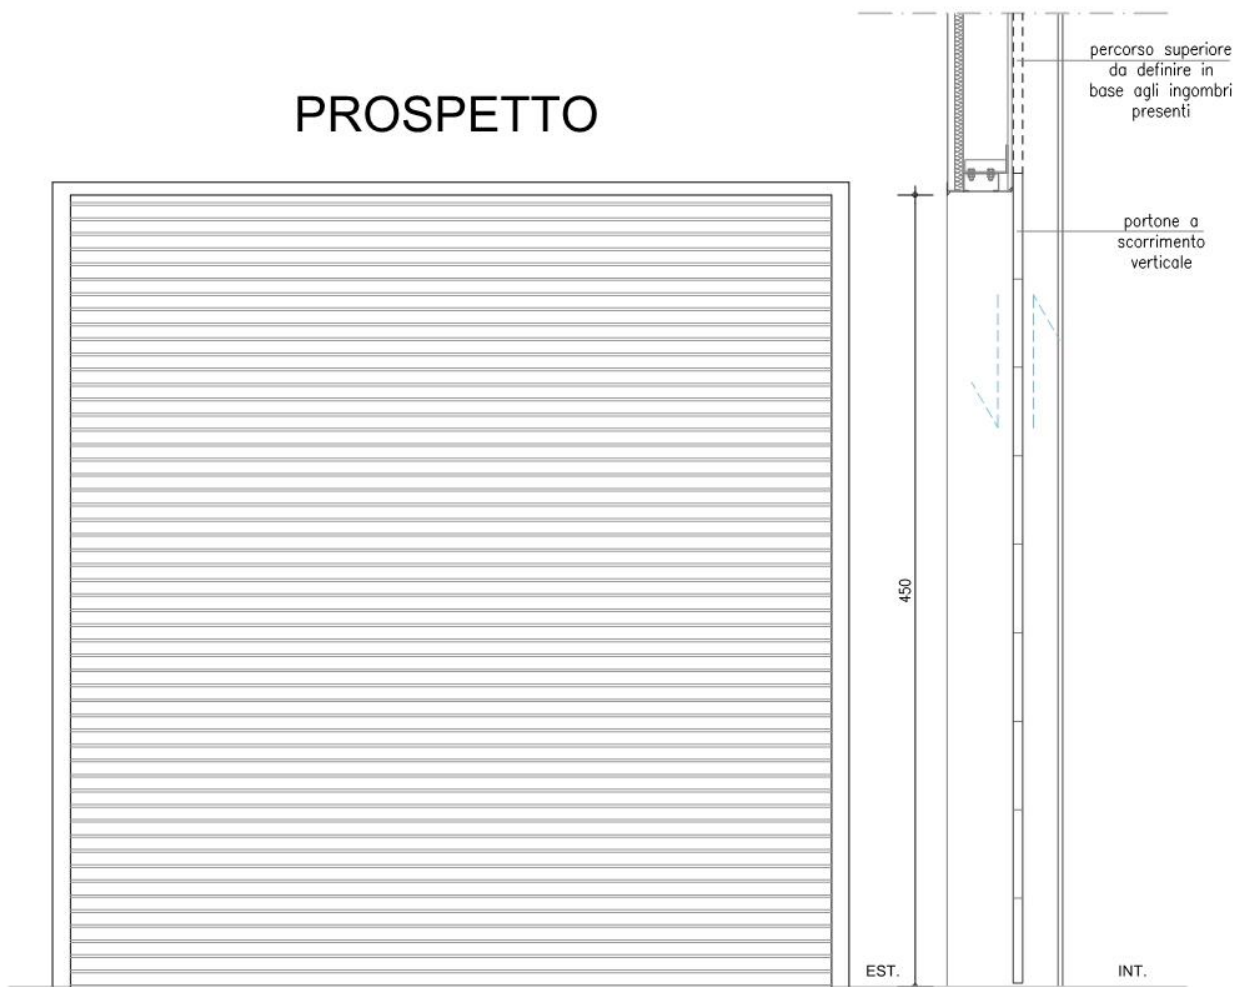 PROSPETTO
percorso superiore
da definire in
base agli ingombri
presenti
portone a
scorrimento
verticale
450
EST.
INT.